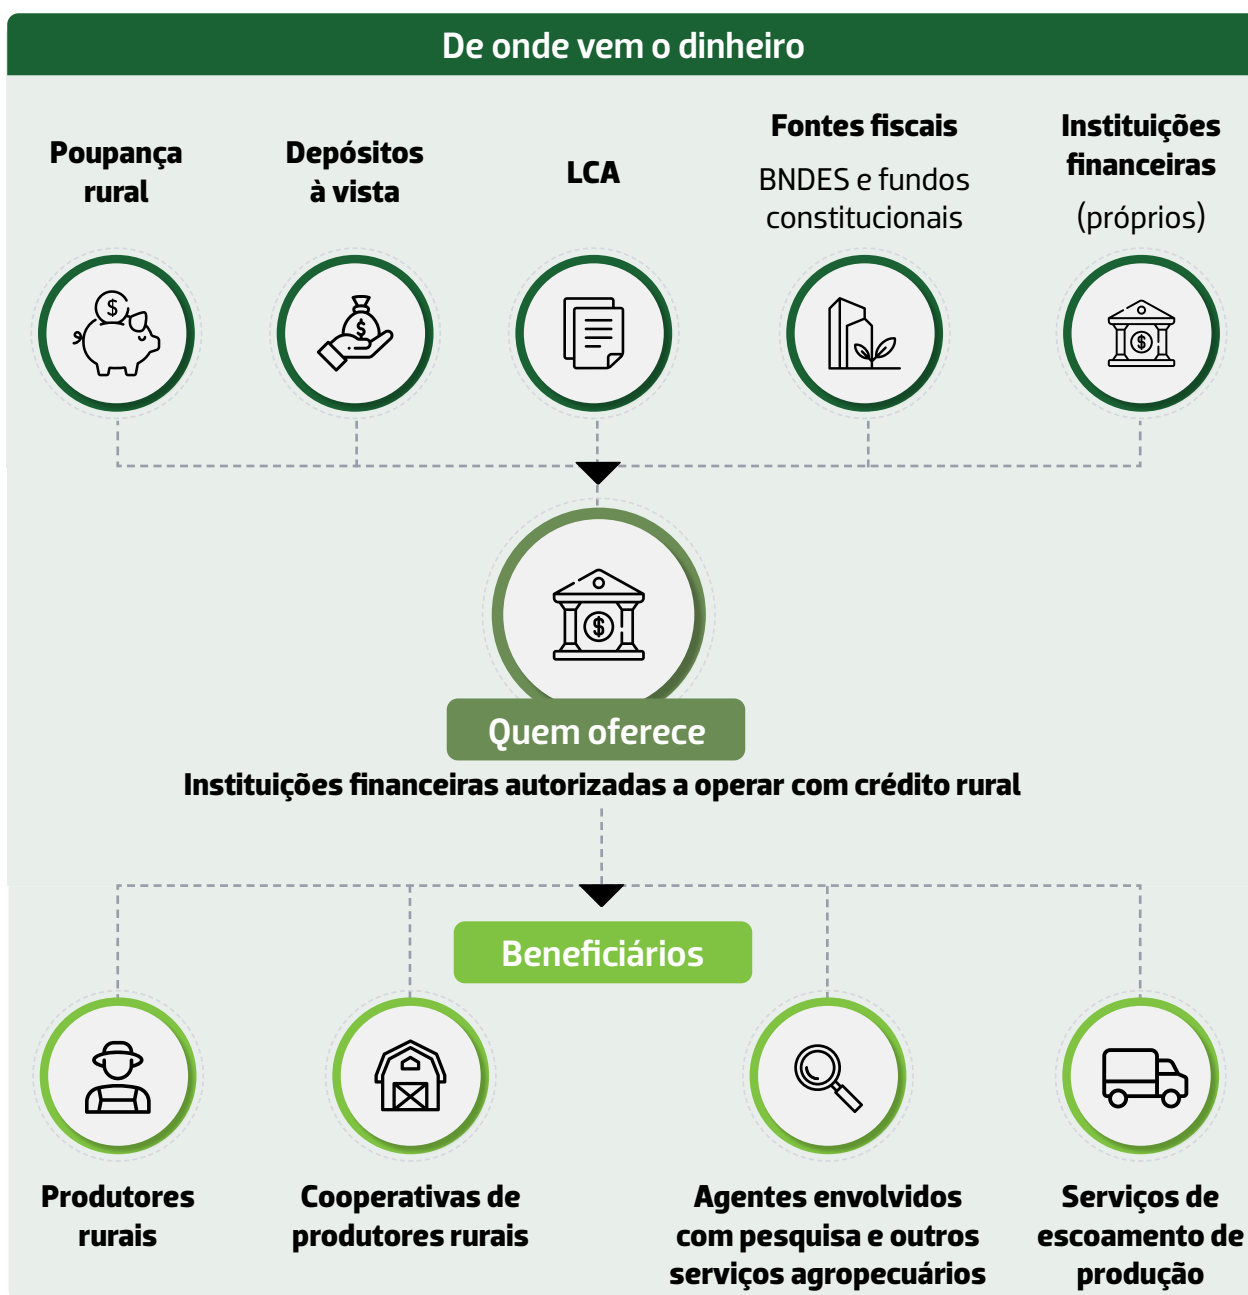 De onde vem o dinheiro
Poupança
rural
Depósitos
à vista
LCA
Fontes fiscais
BNDES e fundos
constitucionais
Instituições
financeiras
(próprios)
$
$
$
$
Quem oferece
Instituições financeiras autorizadas a operar com crédito rural
Beneficiários
Produtores
rurais
Cooperativas de
produtores rurais
Agentes envolvidos
com pesquisa e outros
serviços agropecuários
Serviços de
escoamento de
produção